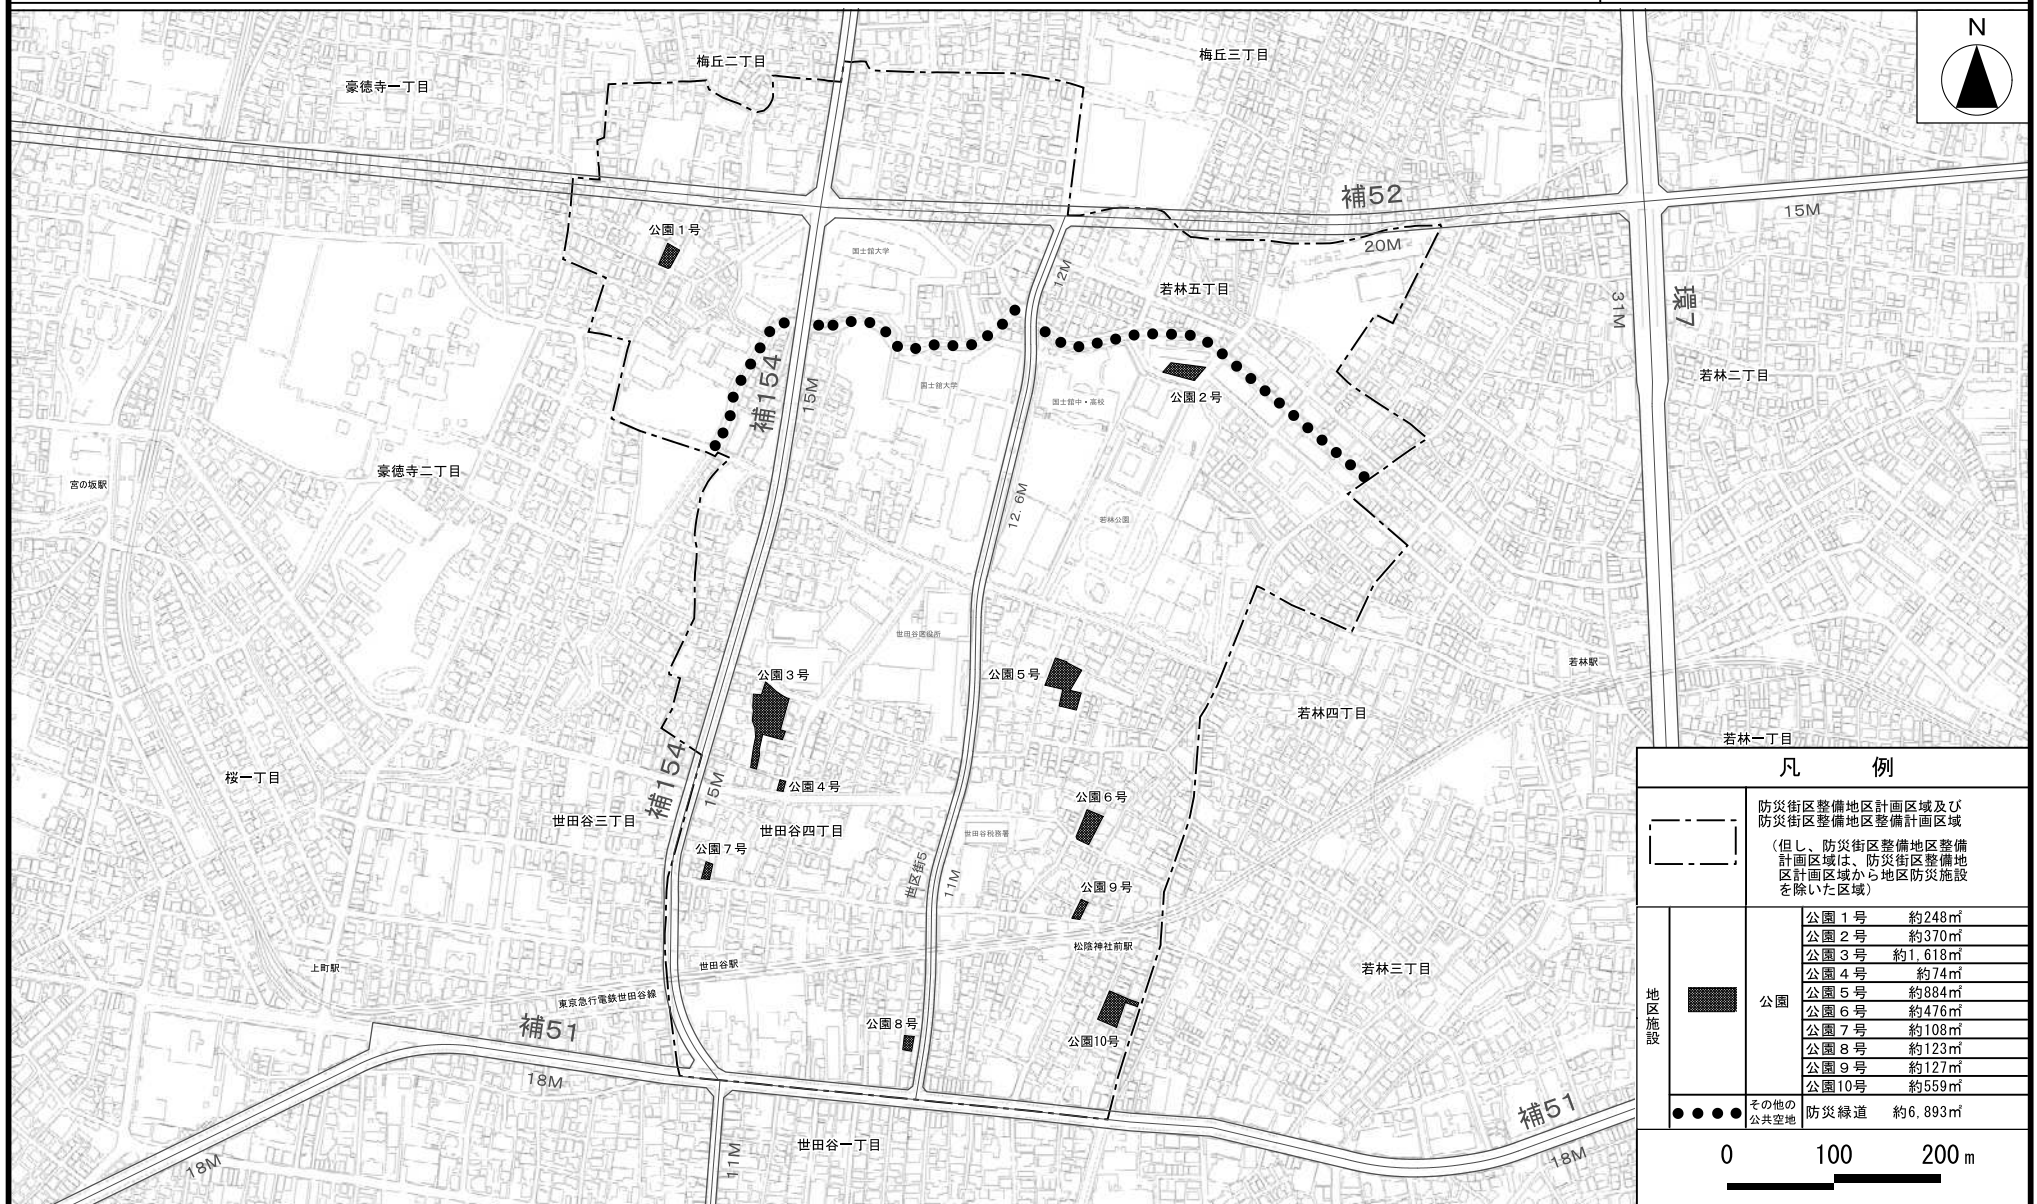 N
梅丘二丁目
梅丘三丁目
豪徳寺一丁目
補52
15M
公園1号
20M
国士舘大学
12M
若林五丁目
31M
環7
補154
15M
国士舘大学
国士舘中・高校
公園2号
若林二丁目
豪徳寺二丁目
宮の坂駅
12.6M
若林公園
世田谷区役所
若林駅
公園3号
公園5号
若林四丁目
若林一丁目
桜一丁目
補154
15M
公園4号
公園6号
世田谷三丁目
世田谷四丁目
世田谷税務署
公園7号
世区街5
11M
公園9号
松陰神社前駅
上町駅
世田谷駅
若林三丁目
東京急行電鉄世田谷線
補51
公園8号
公園10号
18M
補51
世田谷一丁目
18M
11M
18M
凡 例
防災街区整備地区計画区域及び
防災街区整備地区整備計画区域
（但し、防災街区整備地区整備
計画区域は、防災街区整備地
区計画区域から地区防災施設
を除いた区域）
地区施設
公園
公園1号 約248㎡
公園2号 約370㎡
公園3号 約1,618㎡
公園4号 約74㎡
公園5号 約884㎡
公園6号 約476㎡
公園7号 約108㎡
公園8号 約123㎡
公園9号 約127㎡
公園10号 約559㎡
その他の
公共空地
防災緑道 約6,893㎡
0 100 200m